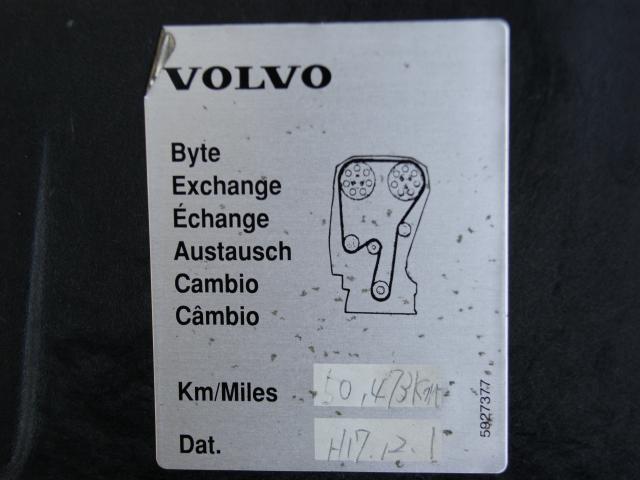 VOLVO
Byte
Exchange
Échange
Austausch
Cambio
Câmbio
Km/Miles 50,473Km
Dat. H17.12.1
5927377